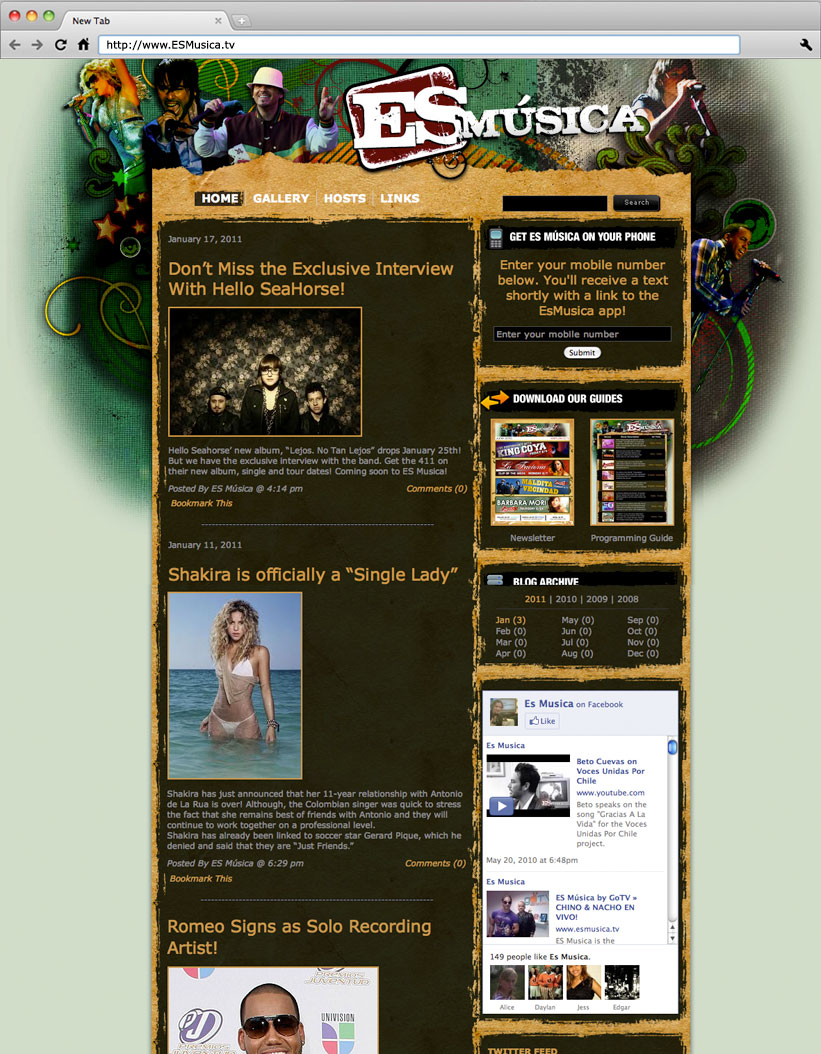 New Tab
http://www.ESMusica.tv
ES MÚSICA
HOME GALLERY HOSTS LINKS
Search
January 17, 2011
Don't Miss the Exclusive Interview
With Hello SeaHorse!
Hello Seahorse' new album, "Lejos. No Tan Lejos" drops January 25th!
But we have the exclusive interview with the band. Get the 411 on
their new album, single and tour dates! Coming soon to ES Musica!
Posted By ES Música @ 4:14 pm
Comments (0)
Bookmark This
January 11, 2011
Shakira is officially a "Single Lady"
Shakira has just announced that her 11-year relationship with Antonio
de La Rua is over! Although, the Colombian singer was quick to stress
the fact that she remains best of friends with Antonio and they will
continue to work together on a professional level.
Shakira has already been linked to soccer star Gerard Pique, which he
denied and said that they are "Just Friends."
Posted By ES Música @ 6:29 pm
Comments (0)
Bookmark This
Romeo Signs as Solo Recording
Artist!
PREMIOS
JUVENTUD
UNIVISION
GET ES MÚSICA ON YOUR PHONE
Enter your mobile number
below. You'll receive a text
shortly with a link to the
EsMusica app!
Enter your mobile number
Submit
DOWNLOAD OUR GUIDES
KINGCOYA
La Factoria
MALDITA
VECINDAD
BARBARA MORI
Newsletter
Programming Guide
BLOG ARCHIVE
2011 | 2010 | 2009 | 2008
Jan (3) May (0) Sep (0)
Feb (0) Jun (0) Oct (0)
Mar (0) Jul (0) Nov (0)
Apr (0) Aug (0) Dec (0)
Es Musica on Facebook
Like
Es Musica
Beto Cuevas on
Voces Unidas Por
Chile
www.youtube.com
Beto speaks on the
song "Gracias A La
Vida" for the Voces
Unidas Por Chile
project.
May 20, 2010 at 6:48pm
Es Musica
ES Música by GoTV »
CHINO & NACHO EN
VIVO!
www.esmusica.tv
ES Musica is the
149 people like Es Musica.
Alice Daylan Jess Edgar
TWITTER FEED